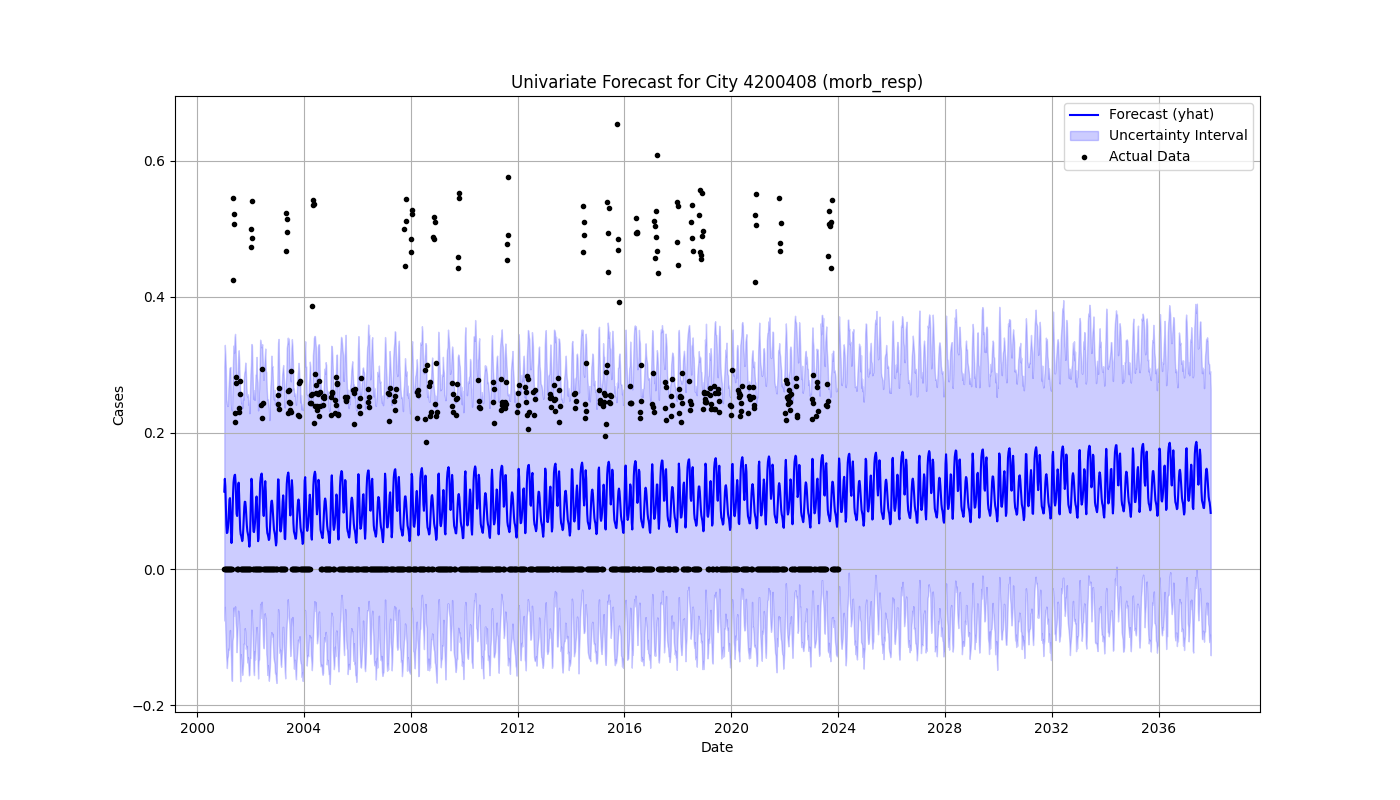 Univariate Forecast for City 4200408 (morb_resp)
Forecast (yhat)
Uncertainty Interval
Actual Data
Cases
0.6
0.4
0.2
0.0
−0.2
2000 2004 2008 2012 2016 2020 2024 2028 2032 2036
Date